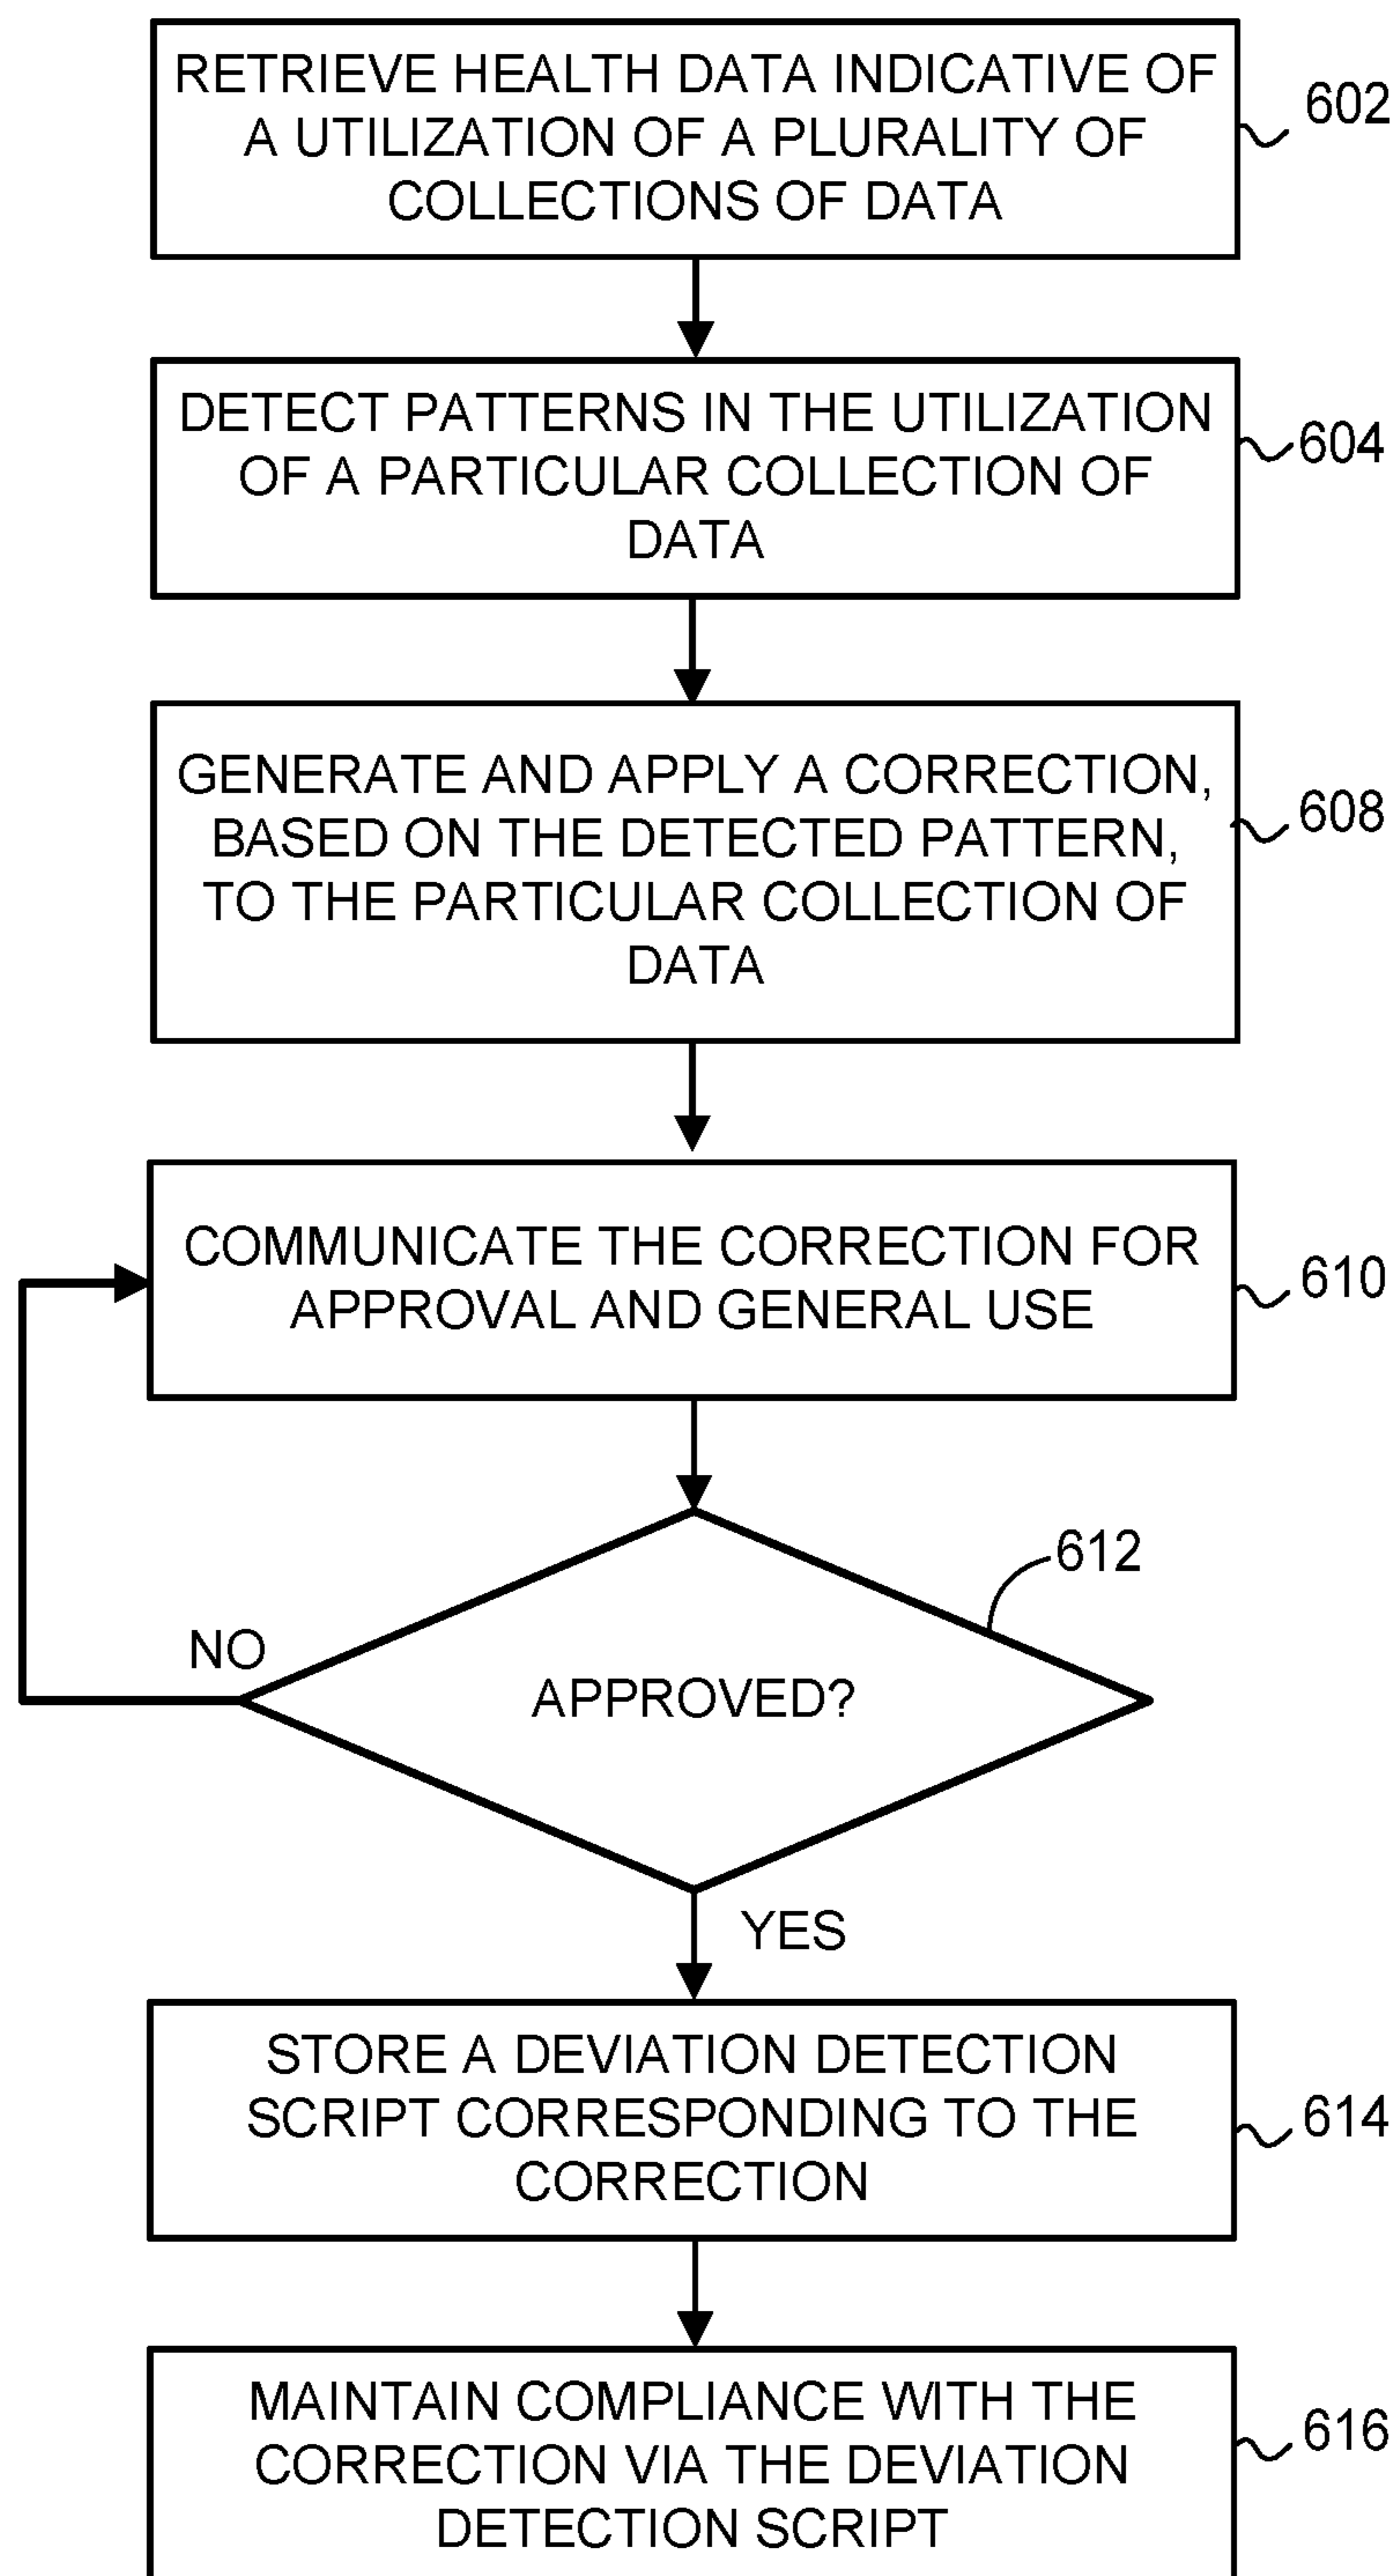 RETRIEVE HEALTH DATA INDICATIVE OF
A UTILIZATION OF A PLURALITY OF
COLLECTIONS OF DATA
602
DETECT PATTERNS IN THE UTILIZATION
OF A PARTICULAR COLLECTION OF
DATA
604
GENERATE AND APPLY A CORRECTION,
BASED ON THE DETECTED PATTERN,
TO THE PARTICULAR COLLECTION OF
DATA
608
COMMUNICATE THE CORRECTION FOR
APPROVAL AND GENERAL USE
610
612
NO
APPROVED?
YES
STORE A DEVIATION DETECTION
SCRIPT CORRESPONDING TO THE
CORRECTION
614
MAINTAIN COMPLIANCE WITH THE
CORRECTION VIA THE DEVIATION
DETECTION SCRIPT
616